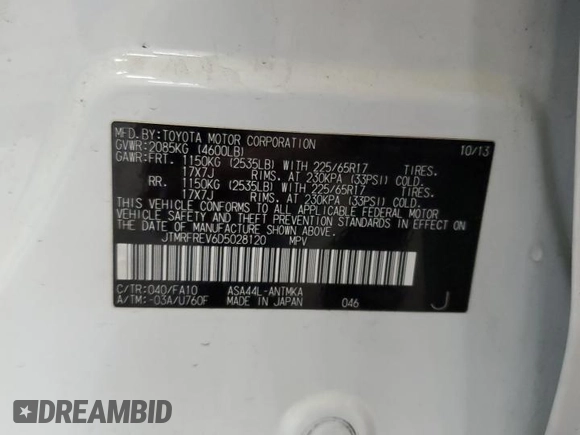 MFD.BY:TOYOTA MOTOR CORPORATION 10/13
GVWR:2085KG (4600LB)
GAWR:FRT. 1150KG (2535LB) WITH 225/65R17 TIRES.
17X7J RIMS. AT 230KPA (33PSI) COLD.
RR. 1150KG (2535LB) WITH 225/65R17 TIRES.
17X7J RIMS. AT 230KPA (33PSI) COLD.
THIS VEHICLE CONFORMS TO ALL APPLICABLE FEDERAL MOTOR
VEHICLE SAFETY AND THEFT PREVENTION STANDARDS IN EFFECT ON
THE DATE OF MANUFACTURE SHOWN ABOVE.
JTMRFREV6D5028120 MPV
C/TR:040/FA10 ASA44L-ANTMKA
A/TM:-03A/U760F MADE IN JAPAN 046 J
DREAMBID